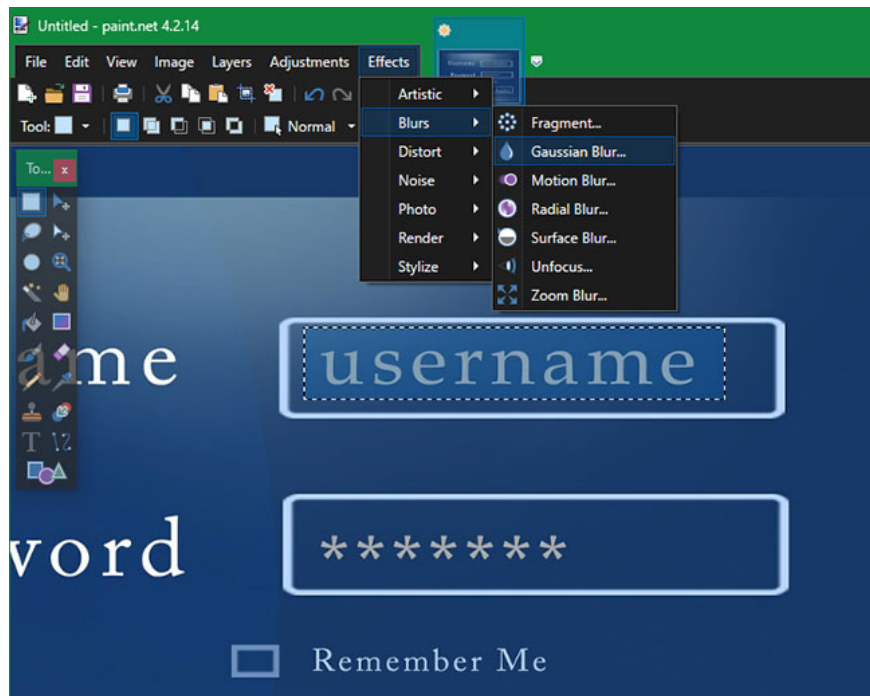 Untitled - paint.net 4.2.14
File Edit View Image Layers Adjustments Effects
Tool: Normal
Artistic
Blurs
Distort
Noise
Photo
Render
Stylize
Fragment...
Gaussian Blur...
Motion Blur...
Radial Blur...
Surface Blur...
Unfocus...
Zoom Blur...
To... x
ame username
word *******
Remember Me